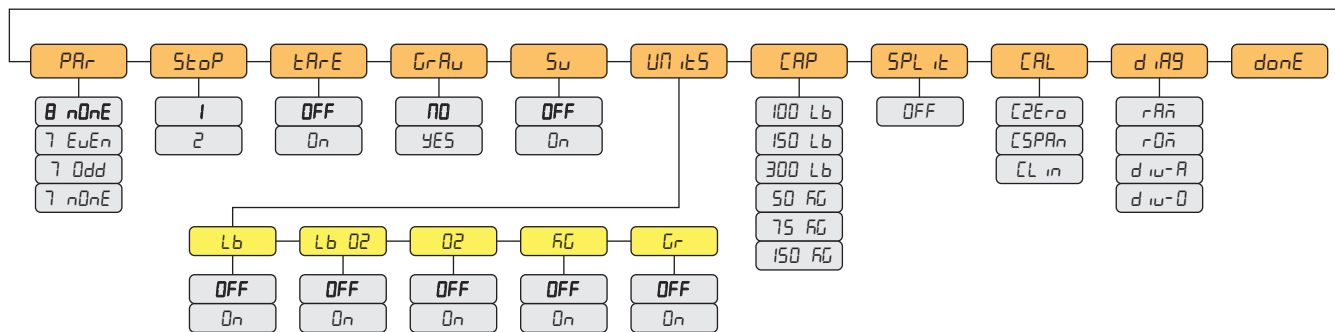 PAr StoP tArE GrAv Sv UNitS CAP SPLit CAL diAg donE
8 nOnE 1 OFF NO OFF 100 Lb OFF CZEro rAM
7 EvEn 2 On YES On 150 Lb CSPAn rOM
7 Odd 300 Lb CLin div-A
7 nOnE 50 KG div-O
75 KG
150 KG
Lb Lb OZ OZ KG Gr
OFF OFF OFF OFF OFF
On On On On On